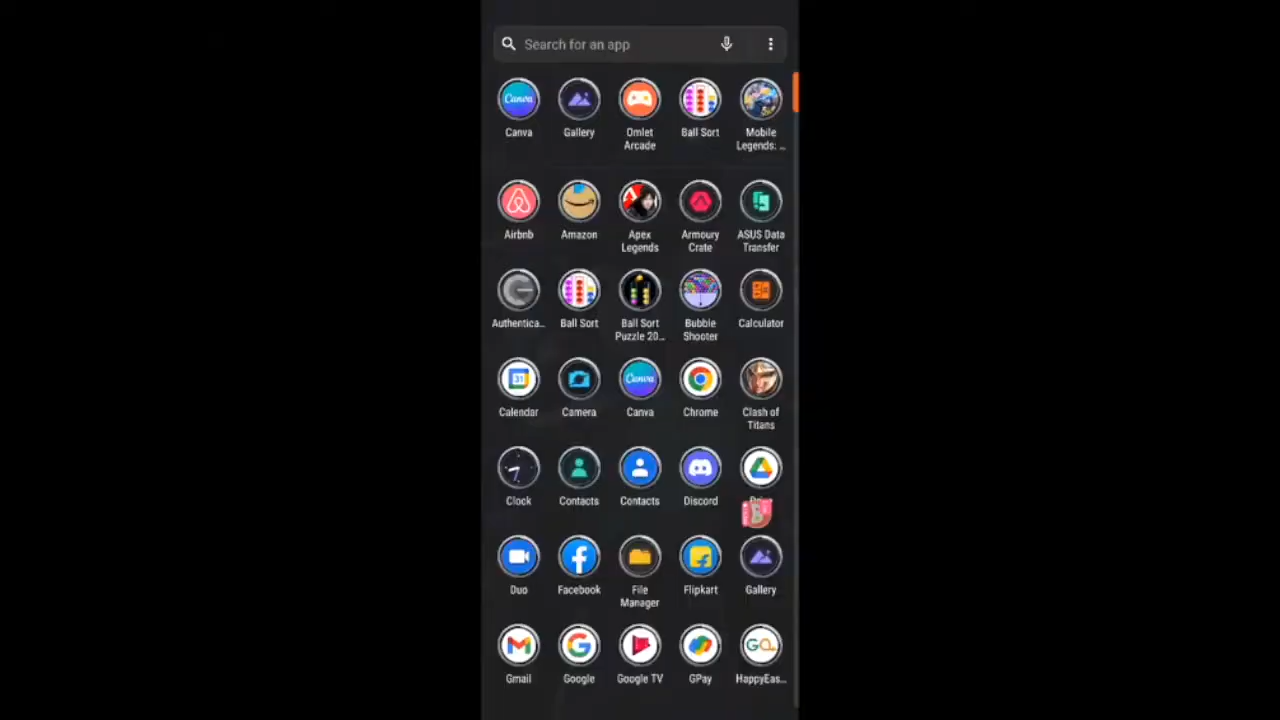 Search for an app
Canva Gallery Omlet Ball Sort Mobile
Arcade Legends: ...
Airbnb Amazon Apex Armoury ASUS Data
Legends Crate Transfer
Authentica... Ball Sort Ball Sort Bubble Calculator
Puzzle 20... Shooter
Calendar Camera Canva Chrome Clash of
Titans
Clock Contacts Contacts Discord
Duo Facebook File Flipkart Gallery
Manager
Gmail Google Google TV GPay HappyEas...